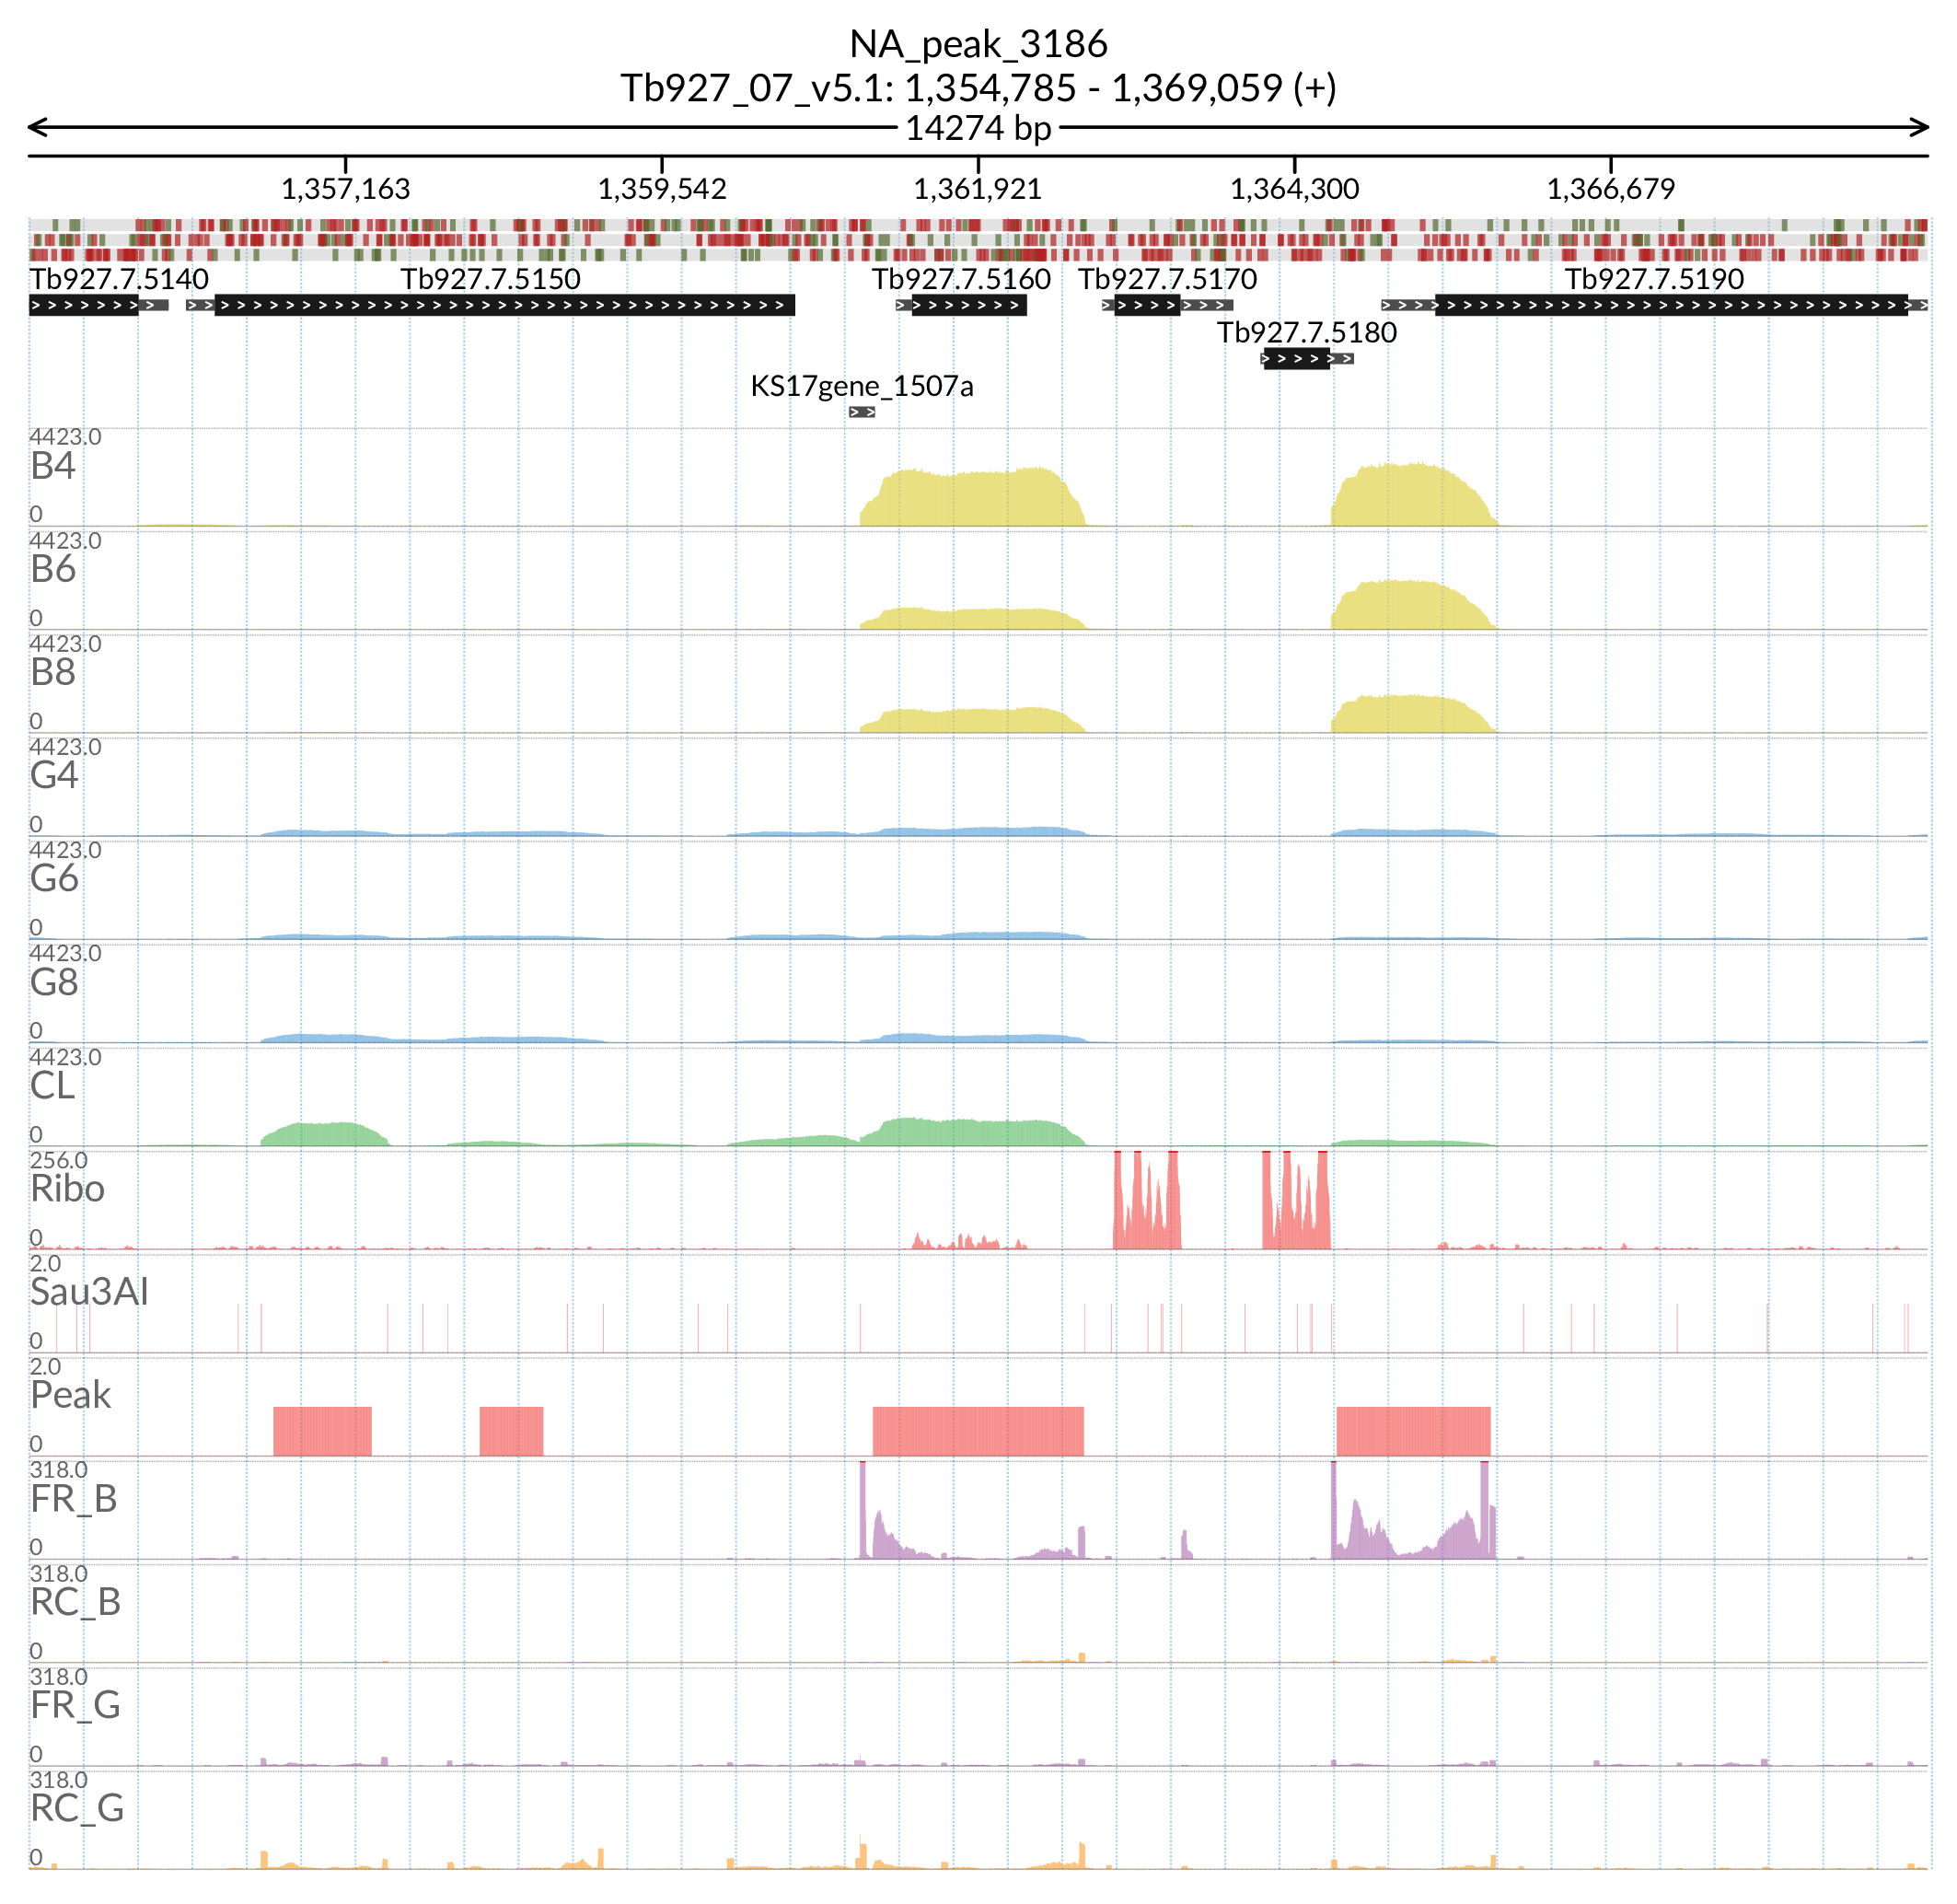 NA_peak_3186
Tb927_07_v5.1: 1,354,785 - 1,369,059 (+)
14274 bp
1,357,163 1,359,542 1,361,921 1,364,300 1,366,679
Tb927.7.5140 Tb927.7.5150 Tb927.7.5160 Tb927.7.5170 Tb927.7.5190
Tb927.7.5180
KS17gene_1507a
4423.0
B4
0
4423.0
B6
0
4423.0
B8
0
4423.0
G4
0
4423.0
G6
0
4423.0
G8
0
4423.0
CL
0
256.0
Ribo
0
2.0
Sau3AI
0
2.0
Peak
0
318.0
FR_B
0
318.0
RC_B
0
318.0
FR_G
0
318.0
RC_G
0